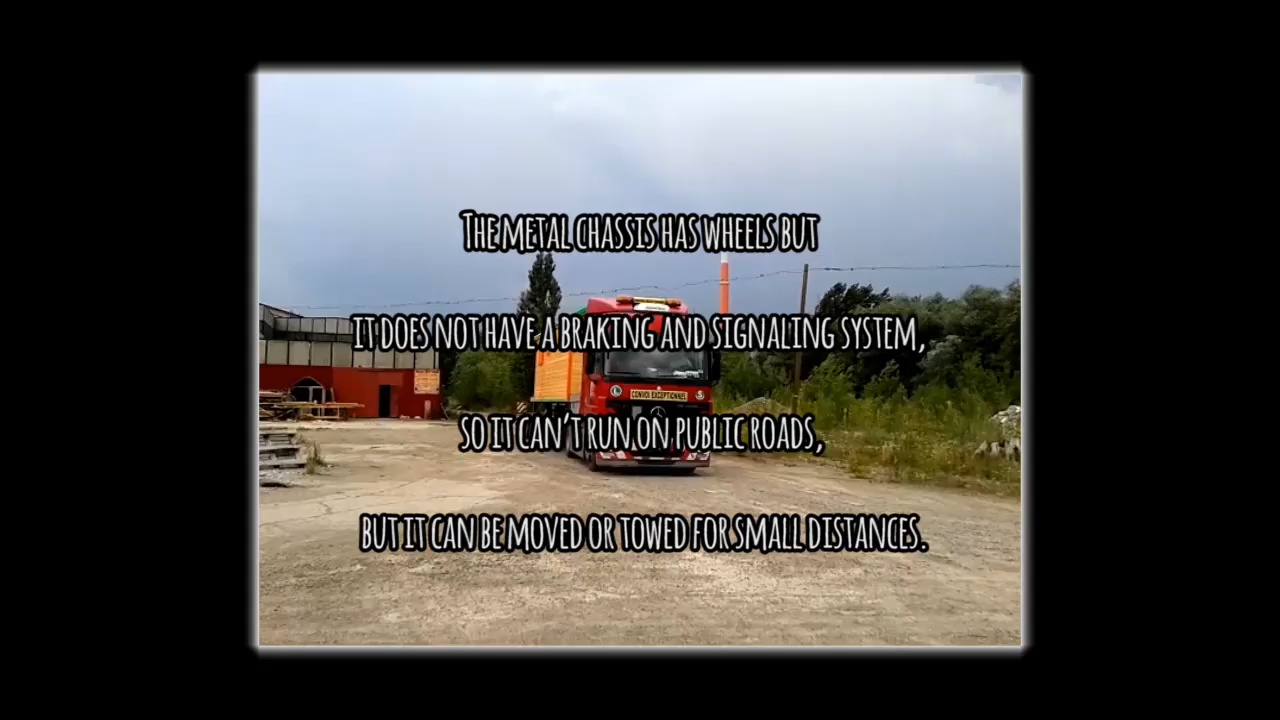 The metal chassis has wheels but
it does not have a braking and signaling system,
CONVOI EXCEPTIONNEL
so it can't run on public roads,
but it can be moved or towed for small distances.